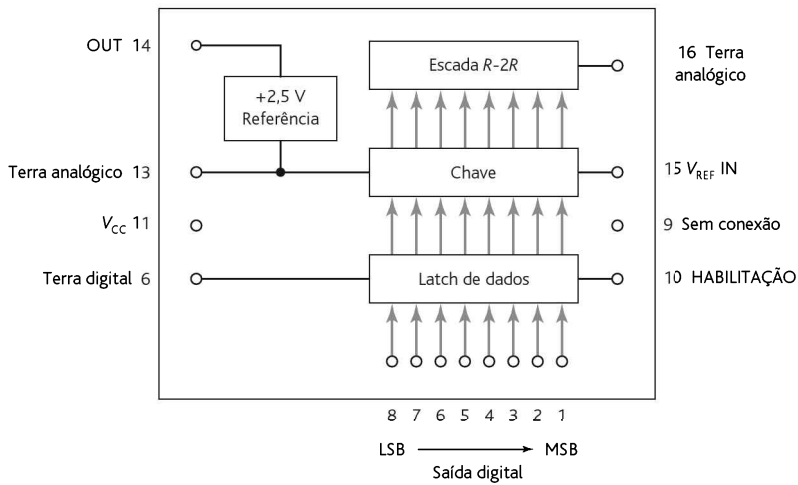 OUT 14
+2,5 V
Referência
Escada R-2R
16 Terra
analógico
Terra analógico 13
Chave
15 VREF IN
VCC 11
9 Sem conexão
Terra digital 6
Latch de dados
10 HABILITAÇÃO
8 7 6 5 4 3 2 1
LSB MSB
Saída digital